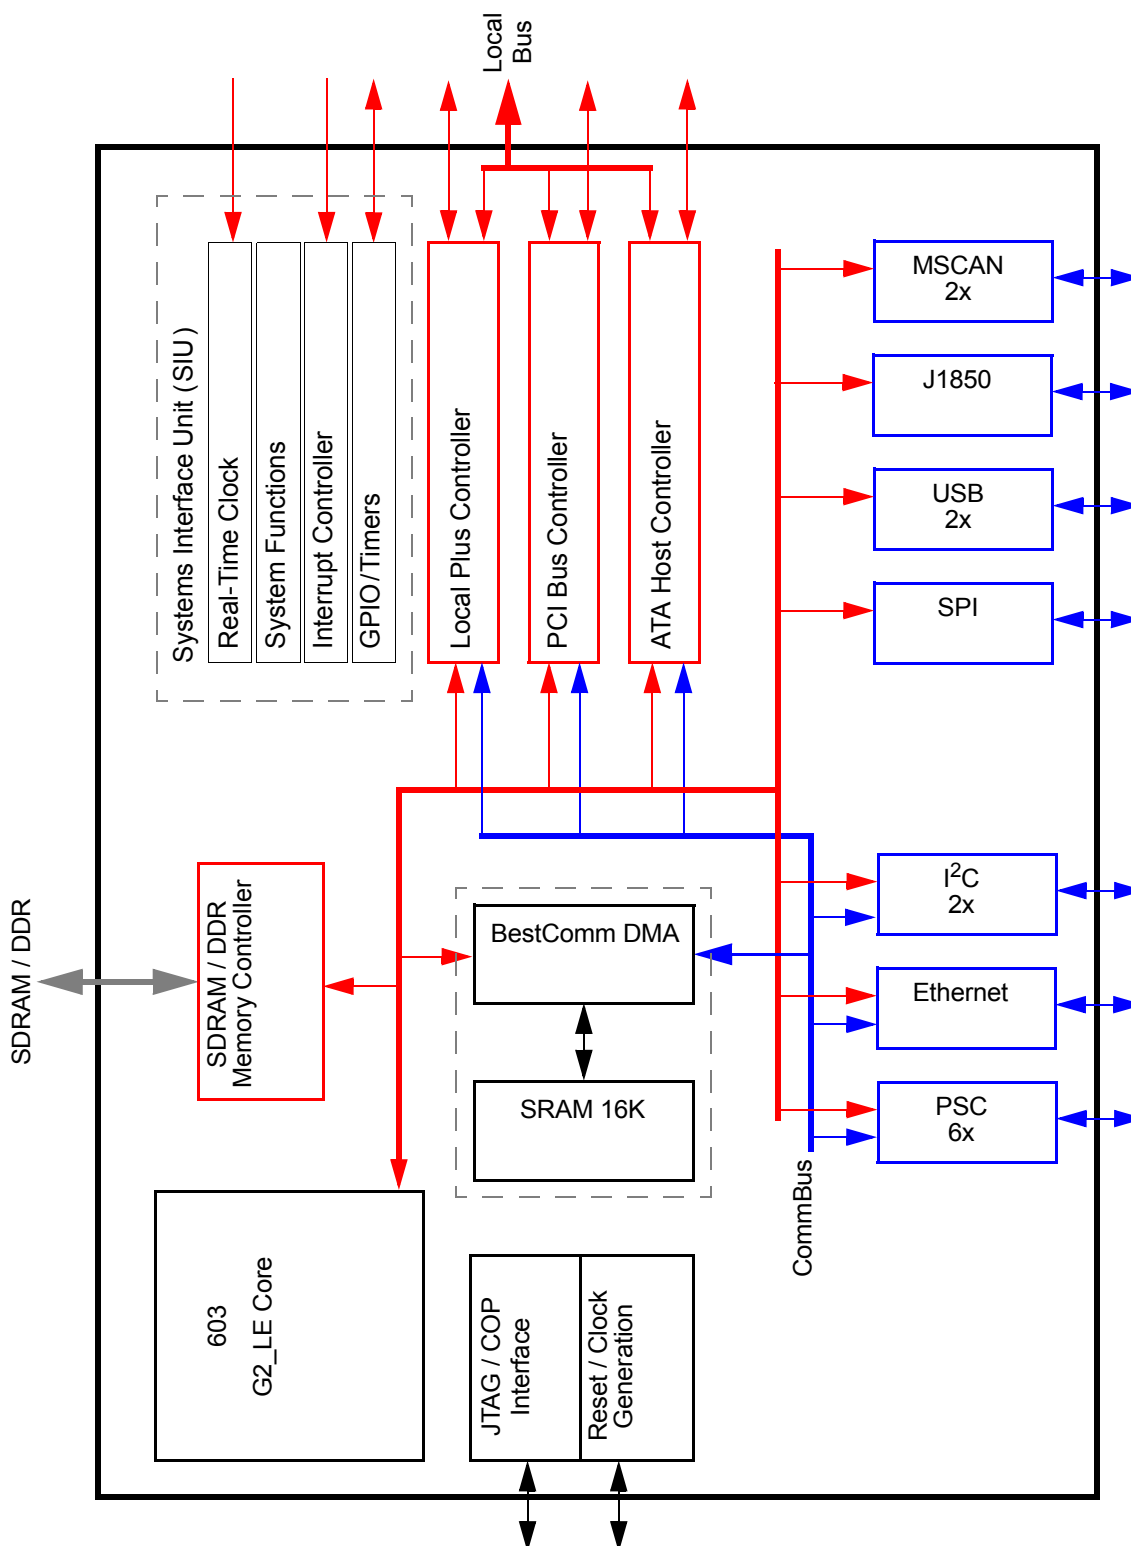 Local
Bus
Systems Interface Unit (SIU)
Real-Time Clock
System Functions
Interrupt Controller
GPIO/Timers
Local Plus Controller
PCI Bus Controller
ATA Host Controller
MSCAN
2x
J1850
USB
2x
SPI
SDRAM / DDR
SDRAM / DDR
Memory Controller
BestComm DMA
SRAM 16K
I²C
2x
Ethernet
PSC
6x
CommBus
603
G2_LE Core
JTAG / COP
Interface
Reset / Clock
Generation